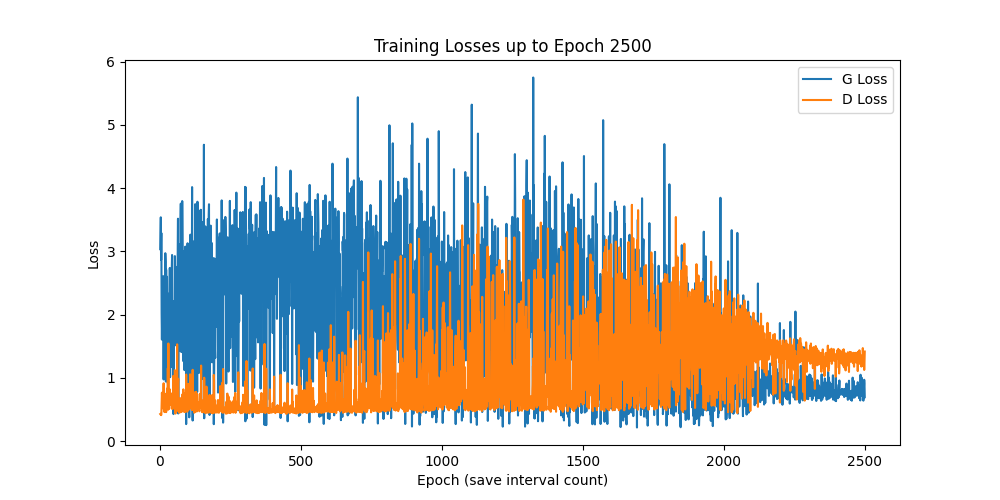 Training Losses up to Epoch 2500
G Loss
D Loss
Loss
6
5
4
3
2
1
0
0 500 1000 1500 2000 2500
Epoch (save interval count)